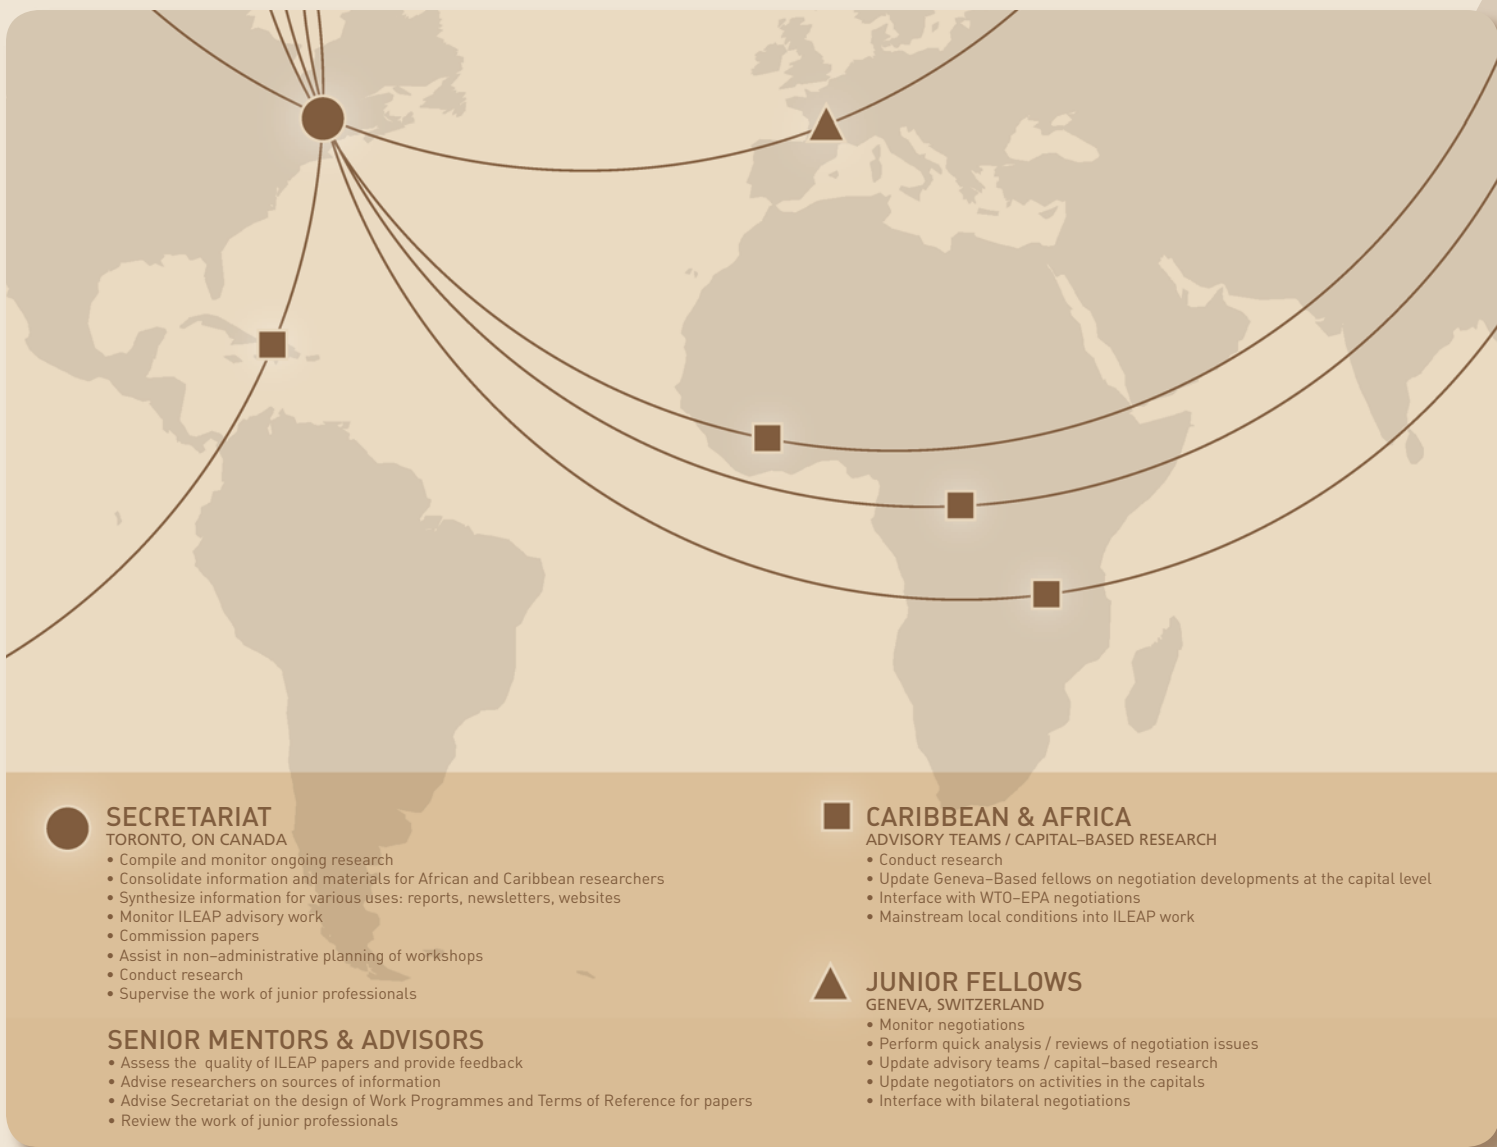 SECRETARIAT
TORONTO, ON CANADA
• Compile and monitor ongoing research
• Consolidate information and materials for African and Caribbean researchers
• Synthesize information for various uses: reports, newsletters, websites
• Monitor ILEAP advisory work
• Commission papers
• Assist in non–administrative planning of workshops
• Conduct research
• Supervise the work of junior professionals
SENIOR MENTORS & ADVISORS
• Assess the quality of ILEAP papers and provide feedback
• Advise researchers on sources of information
• Advise Secretariat on the design of Work Programmes and Terms of Reference for papers
• Review the work of junior professionals
CARIBBEAN & AFRICA
ADVISORY TEAMS / CAPITAL–BASED RESEARCH
• Conduct research
• Update Geneva–Based fellows on negotiation developments at the capital level
• Interface with WTO–EPA negotiations
• Mainstream local conditions into ILEAP work
JUNIOR FELLOWS
GENEVA, SWITZERLAND
• Monitor negotiations
• Perform quick analysis / reviews of negotiation issues
• Update advisory teams / capital–based research
• Update negotiators on activities in the capitals
• Interface with bilateral negotiations